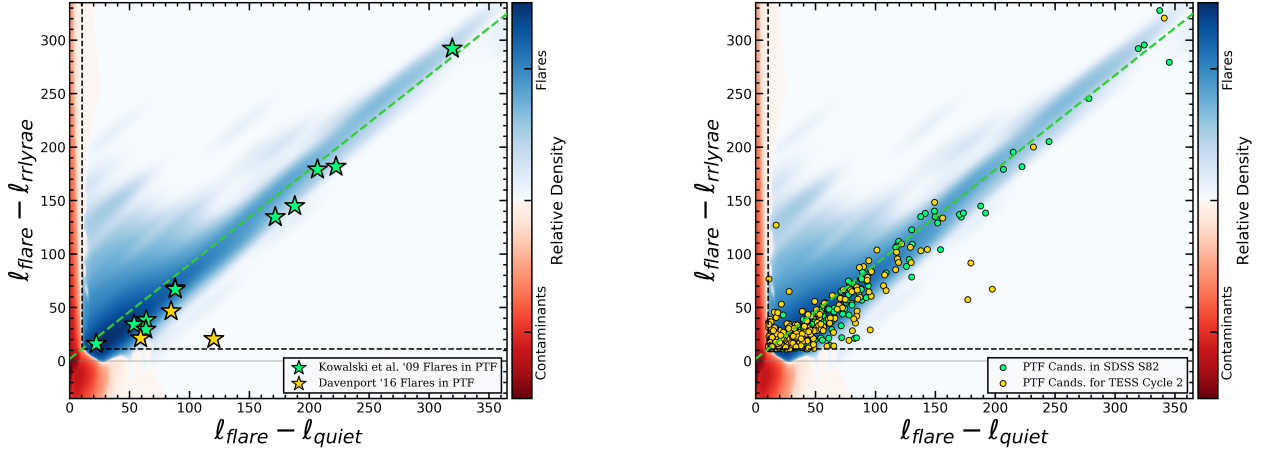 300
250
200
150
100
50
0
ℓflare − ℓrrlyrae
0 50 100 150 200 250 300 350
ℓflare − ℓquiet
Kowalski et al. '09 Flares in PTF
Davenport '16 Flares in PTF
Flares
Relative Density
Contaminants
300
250
200
150
100
50
0
ℓflare − ℓrrlyrae
0 50 100 150 200 250 300 350
ℓflare − ℓquiet
PTF Cands. in SDSS S82
PTF Cands. for TESS Cycle 2
Flares
Relative Density
Contaminants